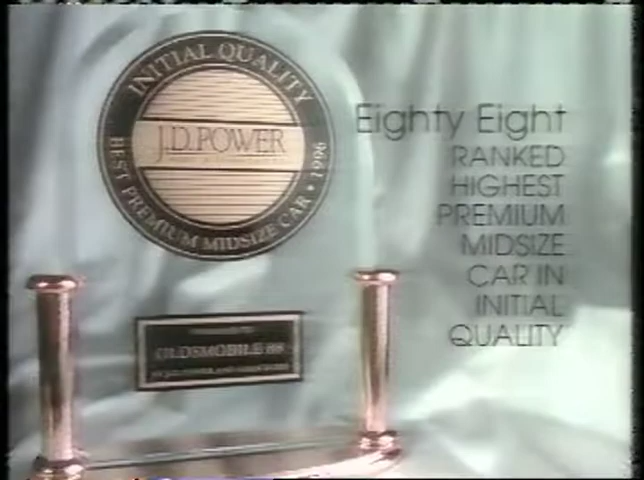 INITIAL QUALITY
J.D. POWER
BEST PREMIUM MIDSIZE CAR • 1996
OLDSMOBILE 88
Eighty Eight
RANKED
HIGHEST
PREMIUM
MIDSIZE
CAR IN
INITIAL
QUALITY